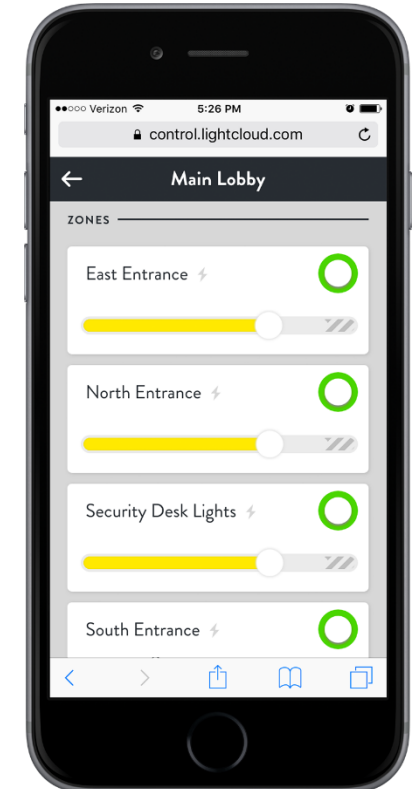 Verizon 5:26 PM
control.lightcloud.com
Main Lobby
ZONES
East Entrance
North Entrance
Security Desk Lights
South Entrance